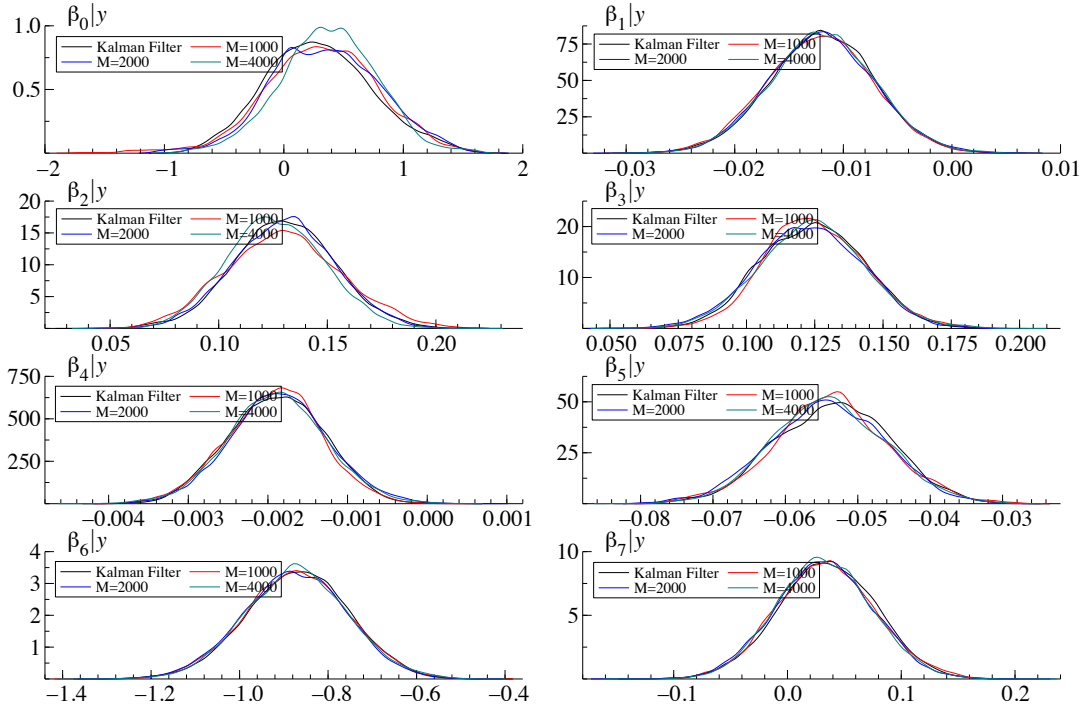 β0|y
1.0
0.75
0.5
Kalman Filter
M=1000
M=2000
M=4000
−2
−1
0
1
2
β1|y
75
50
25
Kalman Filter
M=1000
M=2000
M=4000
−0.03
−0.02
−0.01
0.00
0.01
β2|y
20
17.5
15
10
5
Kalman Filter
M=1000
M=2000
M=4000
0.05
0.10
0.15
0.20
β3|y
20
10
Kalman Filter
M=1000
M=2000
M=4000
0.050
0.075
0.100
0.125
0.150
0.175
0.200
β4|y
750
500
250
Kalman Filter
M=1000
M=2000
M=4000
−0.004
−0.003
−0.002
−0.001
0.000
0.001
β5|y
50
25
Kalman Filter
M=1000
M=2000
M=4000
−0.08
−0.07
−0.06
−0.05
−0.04
−0.03
β6|y
4
3
2
1
Kalman Filter
M=1000
M=2000
M=4000
−1.4
−1.2
−1.0
−0.8
−0.6
−0.4
β7|y
10
5
Kalman Filter
M=1000
M=2000
M=4000
−0.1
0.0
0.1
0.2